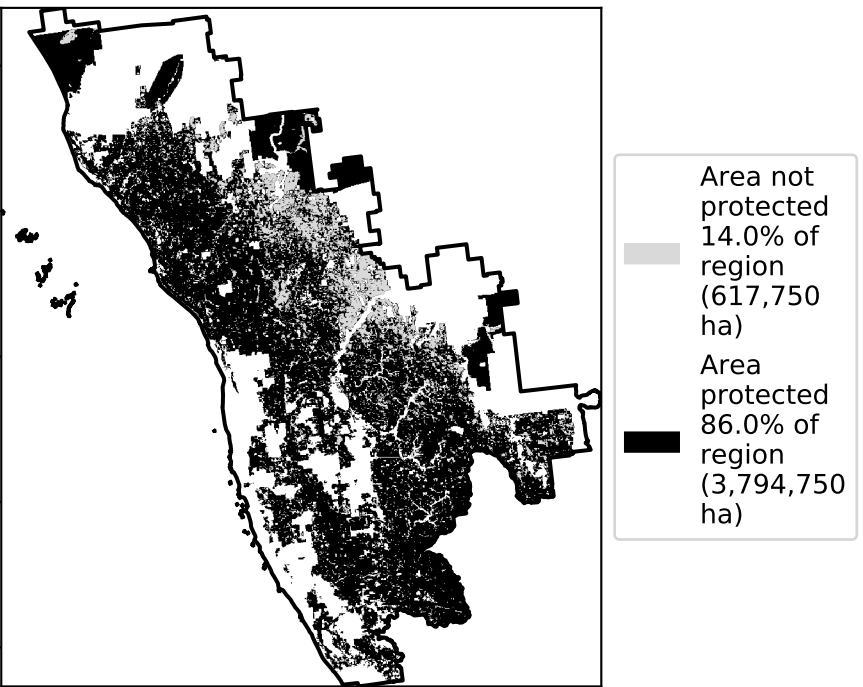 Area not
protected
14.0% of
region
(617,750
ha)
Area
protected
86.0% of
region
(3,794,750
ha)